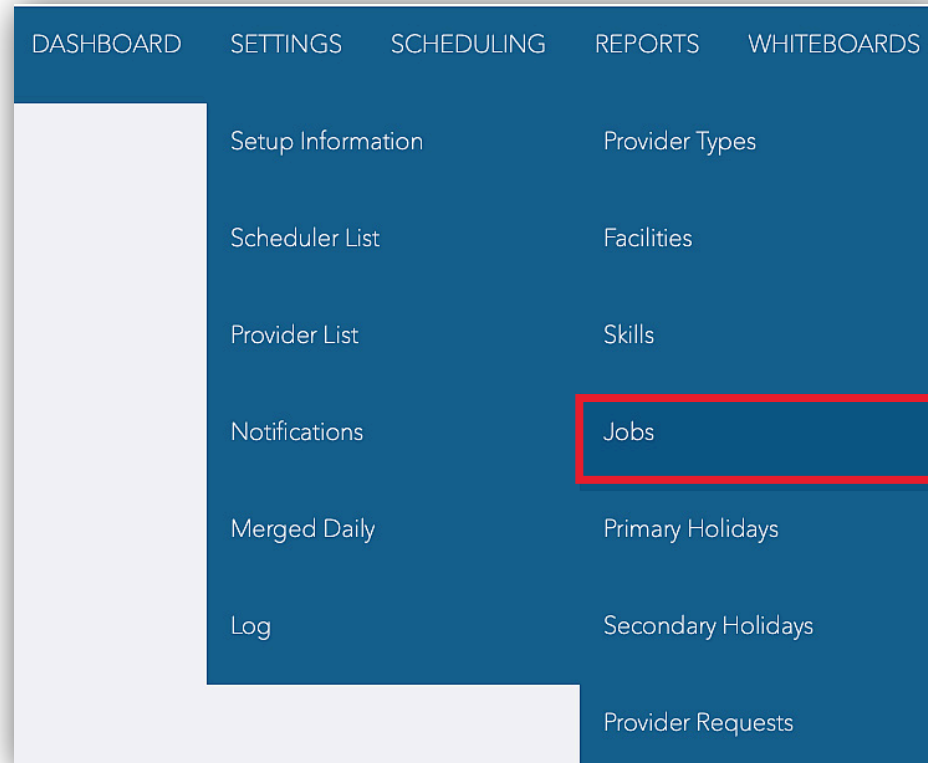 DASHBOARD SETTINGS SCHEDULING REPORTS WHITEBOARDS
Setup Information
Scheduler List
Provider List
Notifications
Merged Daily
Log
Provider Types
Facilities
Skills
Jobs
Primary Holidays
Secondary Holidays
Provider Requests